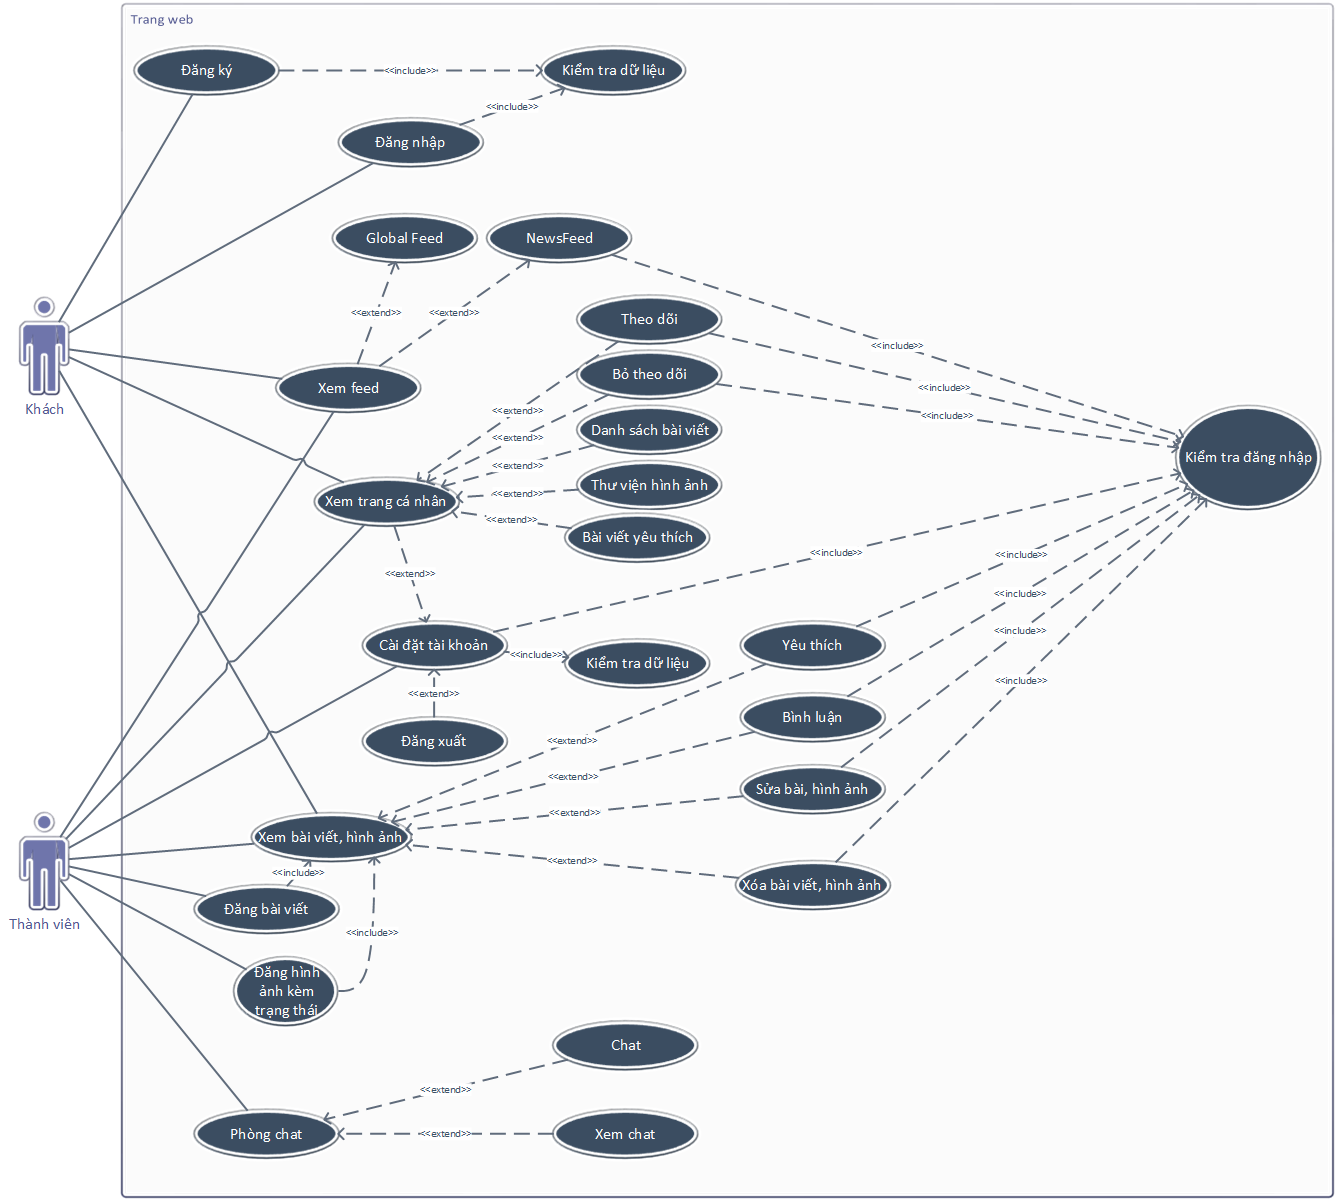 Trang web
Đăng ký
<<include>>
Kiểm tra dữ liệu
<<include>>
Đăng nhập
Global Feed
NewsFeed
<<extend>>
<<extend>>
Theo dõi
<<include>>
Bỏ theo dõi
Xem feed
<<include>>
Khách
<<extend>>
<<include>>
Danh sách bài viết
<<extend>>
Kiểm tra đăng nhập
<<extend>>
Thư viện hình ảnh
<<extend>>
Xem trang cá nhân
<<extend>>
Bài viết yêu thích
<<include>>
<<include>>
<<extend>>
<<include>>
<<include>>
Cài đặt tài khoản
Yêu thích
<<include>>
Kiểm tra dữ liệu
<<include>>
<<extend>>
Bình luận
Đăng xuất
<<extend>>
<<extend>>
Sửa bài, hình ảnh
<<extend>>
Xem bài viết, hình ảnh
<<extend>>
<<include>>
Xóa bài viết, hình ảnh
Đăng bài viết
Thành viên
<<include>>
Đăng hình
ảnh kèm
trạng thái
Chat
<<extend>>
Phòng chat
<<extend>>
Xem chat